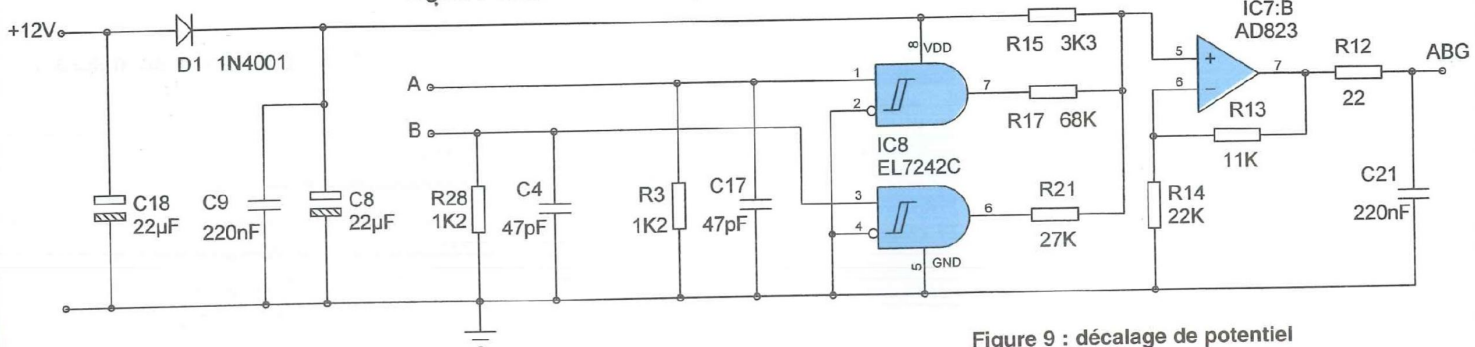 +12V
D1 1N4001
C18
22µF
C9
220nF
C8
22µF
A
B
R28
1K2
C4
47pF
R3
1K2
C17
47pF
8
VDD
1
2
7
IC8
EL7242C
3
4
6
5
GND
R15 3K3
R17 68K
R21
27K
IC7:B
AD823
5
+
6
−
7
R13
11K
R14
22K
R12
22
ABG
C21
220nF
Figure 9 : décalage de potentiel